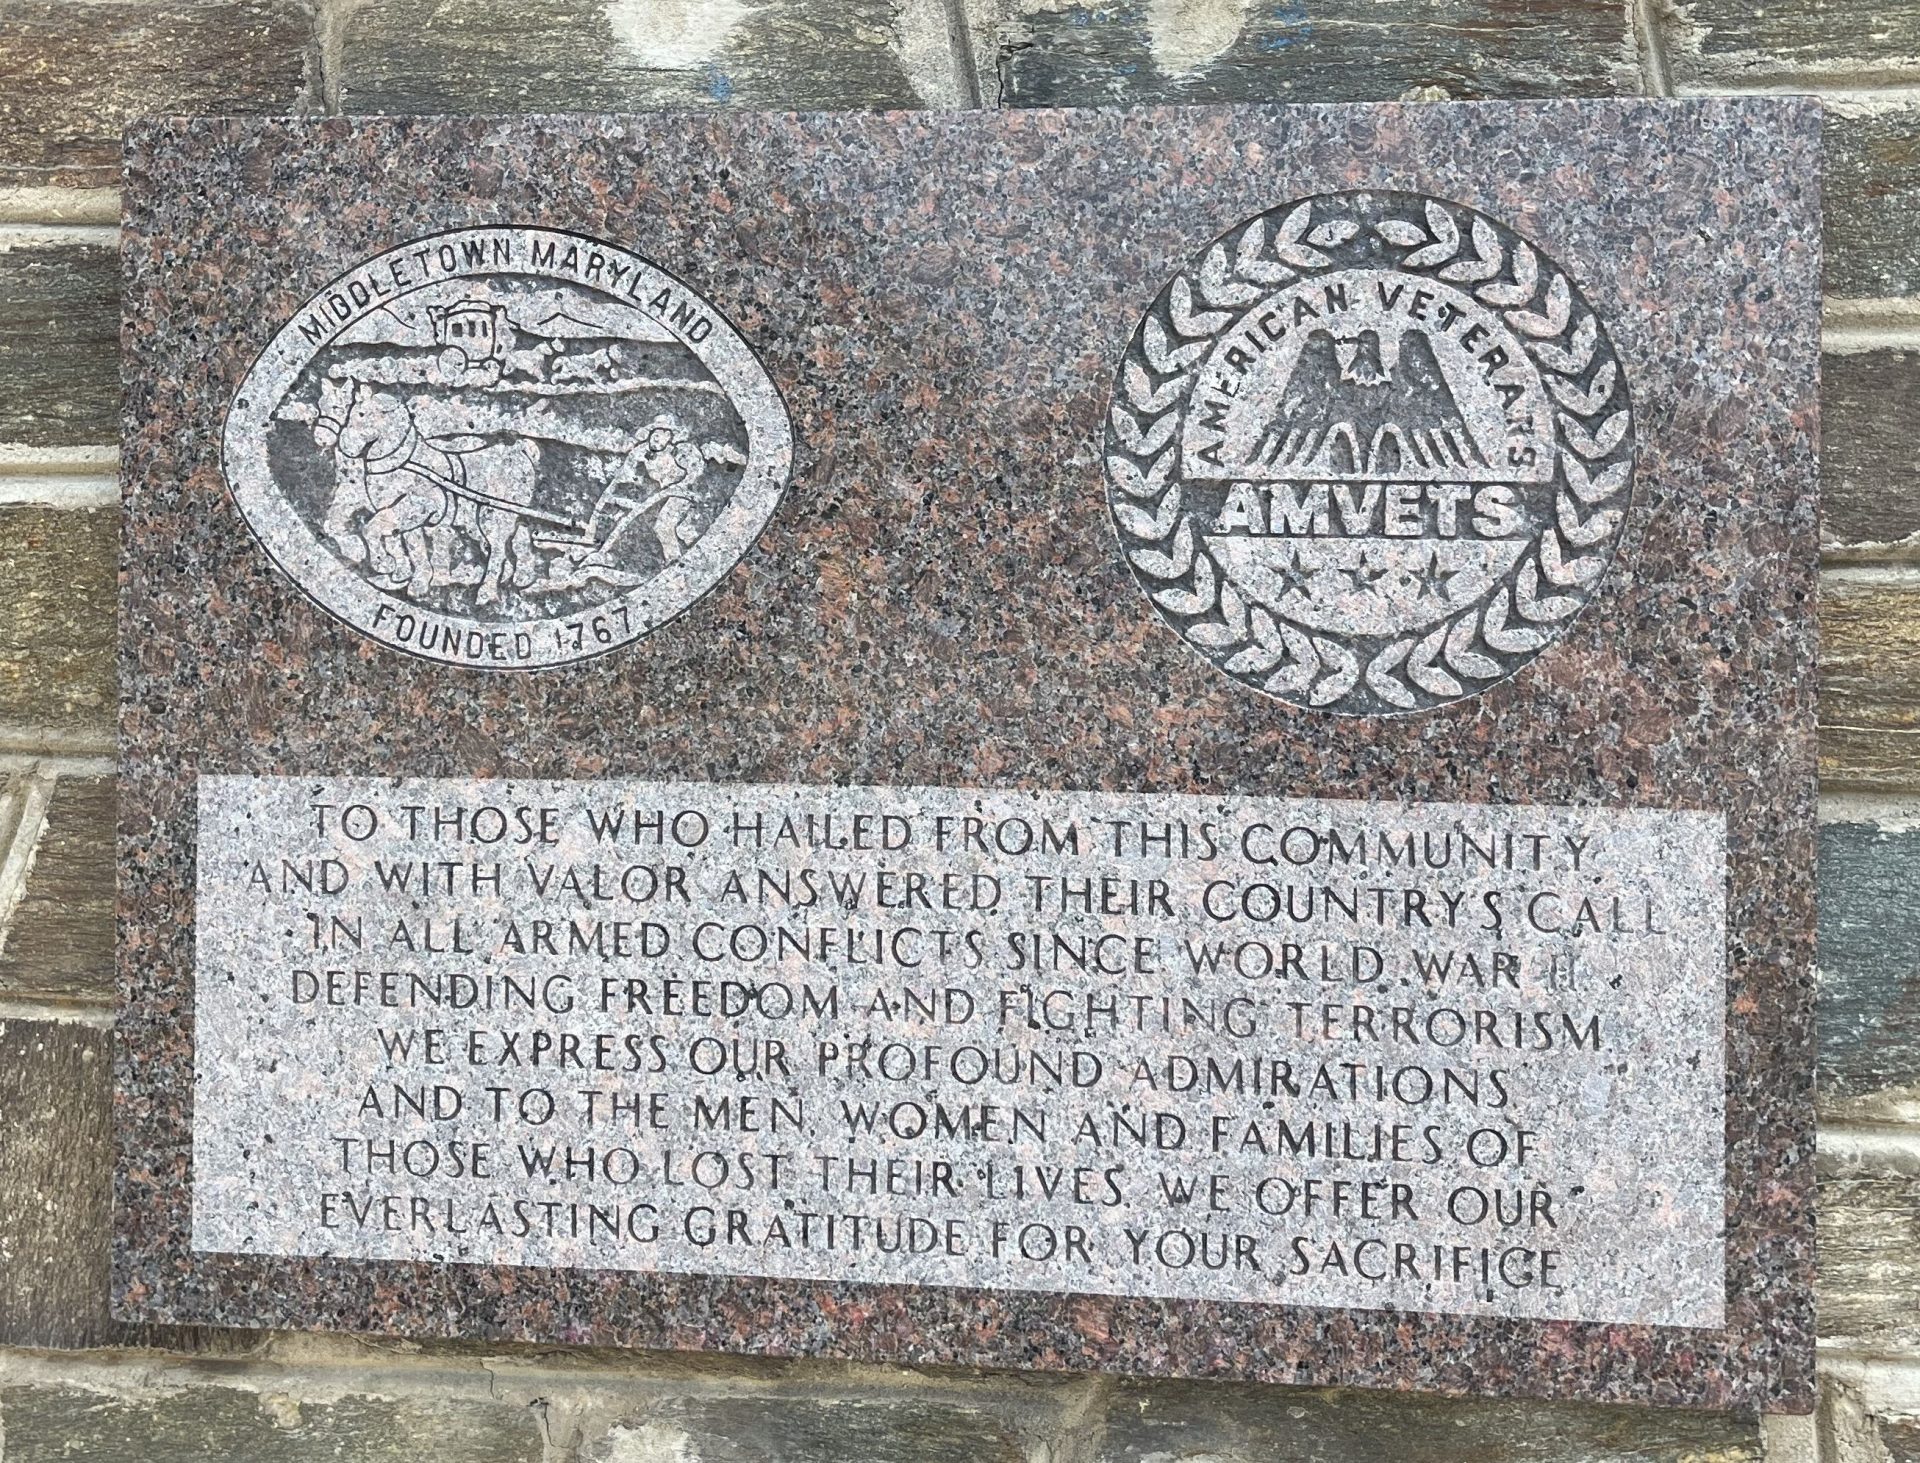 MIDDLETOWN MARYLAND
FOUNDED 1767
AMERICAN VETERANS
AMVETS
TO THOSE WHO HAILED FROM THIS COMMUNITY
AND WITH VALOR ANSWERED THEIR COUNTRY'S CALL
IN ALL ARMED CONFLICTS SINCE WORLD WAR II
DEFENDING FREEDOM AND FIGHTING TERRORISM
WE EXPRESS OUR PROFOUND ADMIRATIONS
AND TO THE MEN, WOMEN AND FAMILIES OF
THOSE WHO LOST THEIR LIVES, WE OFFER OUR
EVERLASTING GRATITUDE FOR YOUR SACRIFICE